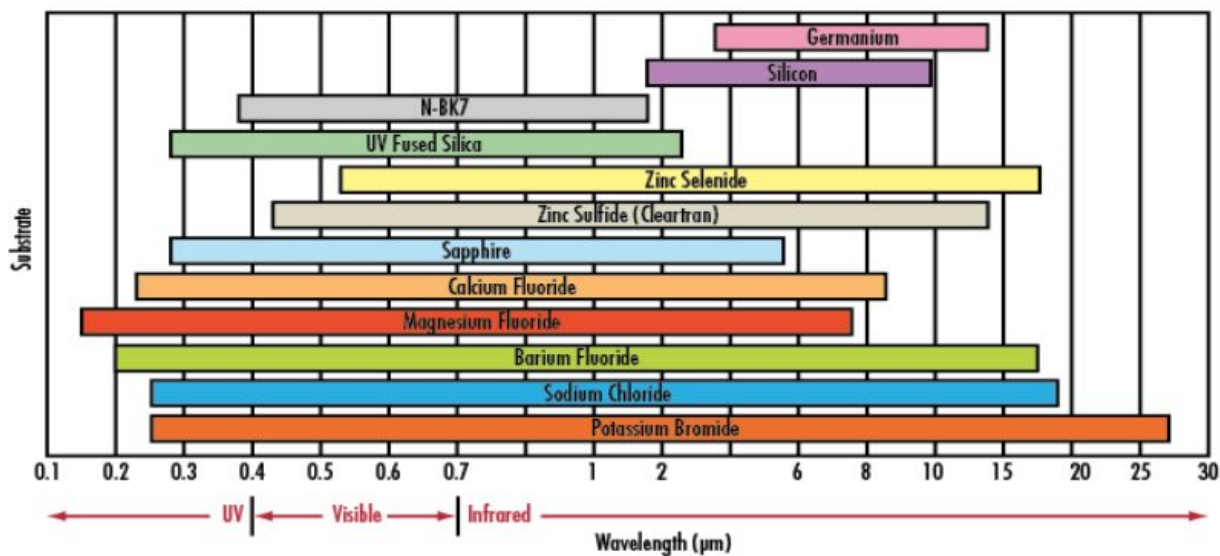 Germanium
Silicon
N-BK7
UV Fused Silica
Zinc Selenide
Zinc Sulfide (Cleartran)
Sapphire
Calcium Fluoride
Magnesium Fluoride
Barium Fluoride
Sodium Chloride
Potassium Bromide
Substrate
0.1 0.2 0.3 0.4 0.5 0.6 0.7 1 2 6 8 10 15 20 25 30
UV Visible Infrared
Wavelength (µm)